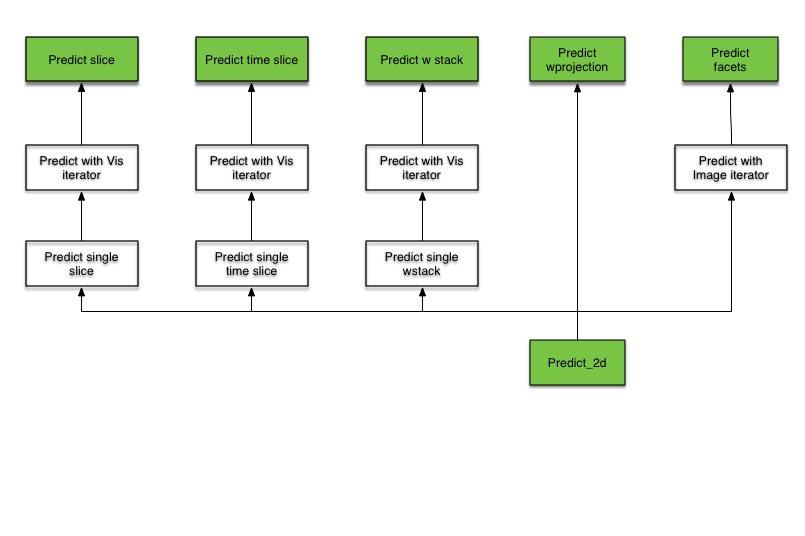 Predict slice
Predict time slice
Predict w stack
Predict
wprojection
Predict
facets
Predict with Vis
iterator
Predict with Vis
iterator
Predict with Vis
iterator
Predict with
Image iterator
Predict single
slice
Predict single
time slice
Predict single
wstack
Predict_2d